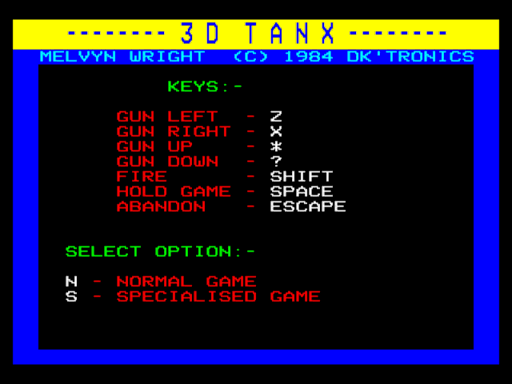 -------- 3D TANX --------
MELVYN WRIGHT (C) 1984 DK'TRONICS
KEYS:-
GUN LEFT - Z
GUN RIGHT - X
GUN UP - *
GUN DOWN - ?
FIRE - SHIFT
HOLD GAME - SPACE
ABANDON - ESCAPE
SELECT OPTION:-
N - NORMAL GAME
S - SPECIALISED GAME